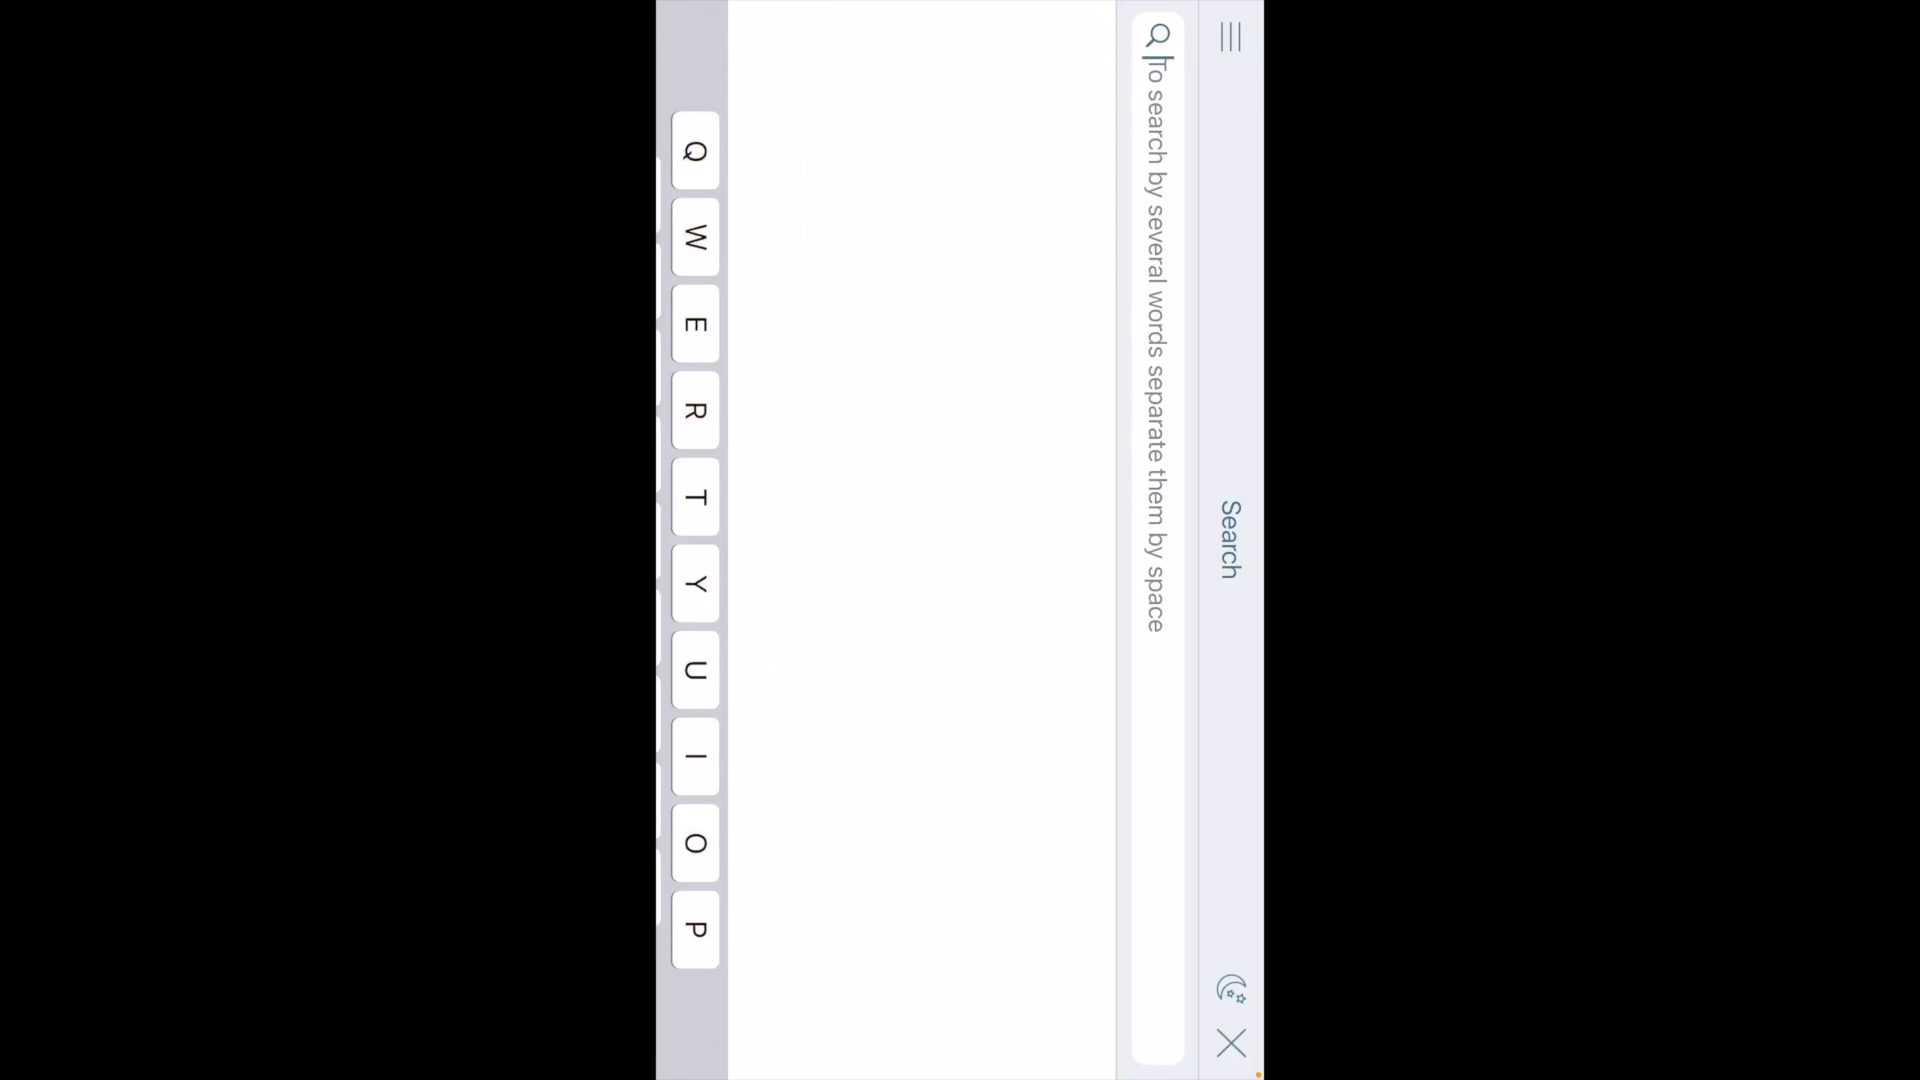 Search
To search by several words separate them by space
Q W E R T Y U I O P